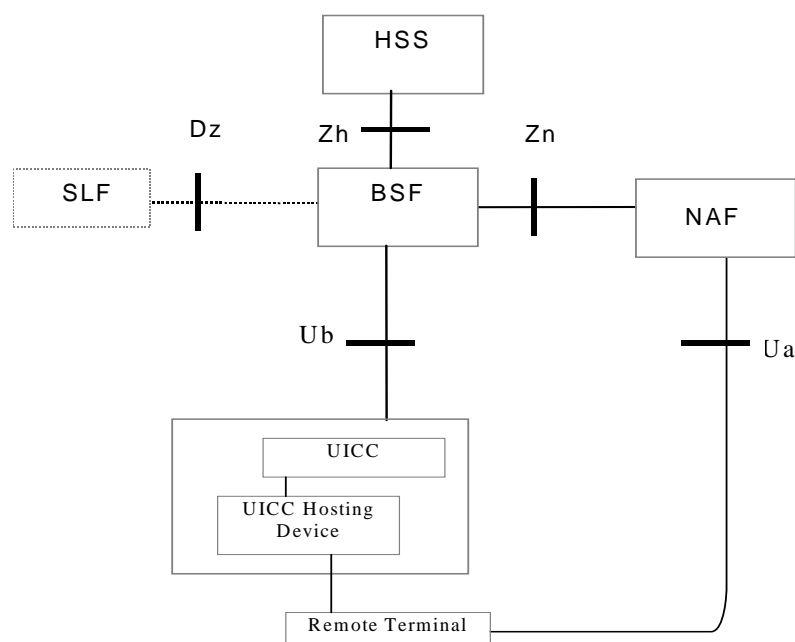 HSS
Dz
Zh
Zn
SLF
BSF
NAF
Ub
Ua
UICC
UICC Hosting
Device
Remote Terminal